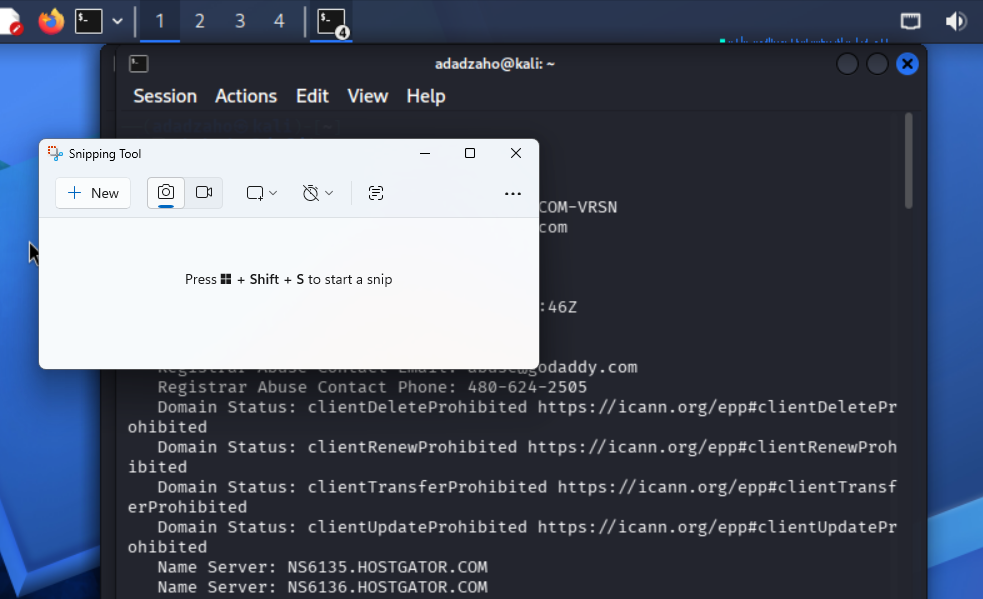 1 2 3 4
4
adadzaho@kali: ~
Session Actions Edit View Help
Snipping Tool
New
Press + Shift + S to start a snip
COM-VRSN
com
:46Z
Registrar Abuse Contact Email: abuse@godaddy.com
Registrar Abuse Contact Phone: 480-624-2505
Domain Status: clientDeleteProhibited https://icann.org/epp#clientDeletePr
ohibited
Domain Status: clientRenewProhibited https://icann.org/epp#clientRenewProh
ibited
Domain Status: clientTransferProhibited https://icann.org/epp#clientTransf
erProhibited
Domain Status: clientUpdateProhibited https://icann.org/epp#clientUpdatePr
ohibited
Name Server: NS6135.HOSTGATOR.COM
Name Server: NS6136.HOSTGATOR.COM